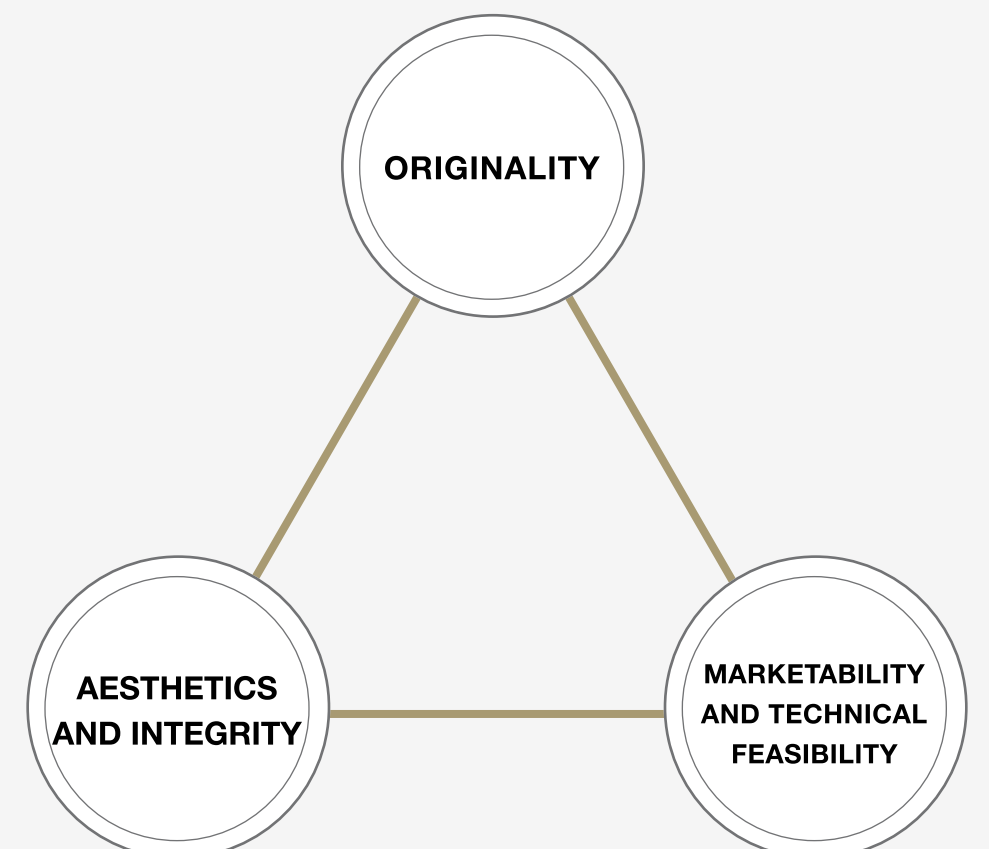 ORIGINALITY
AESTHETICS
AND INTEGRITY
MARKETABILITY
AND TECHNICAL
FEASIBILITY